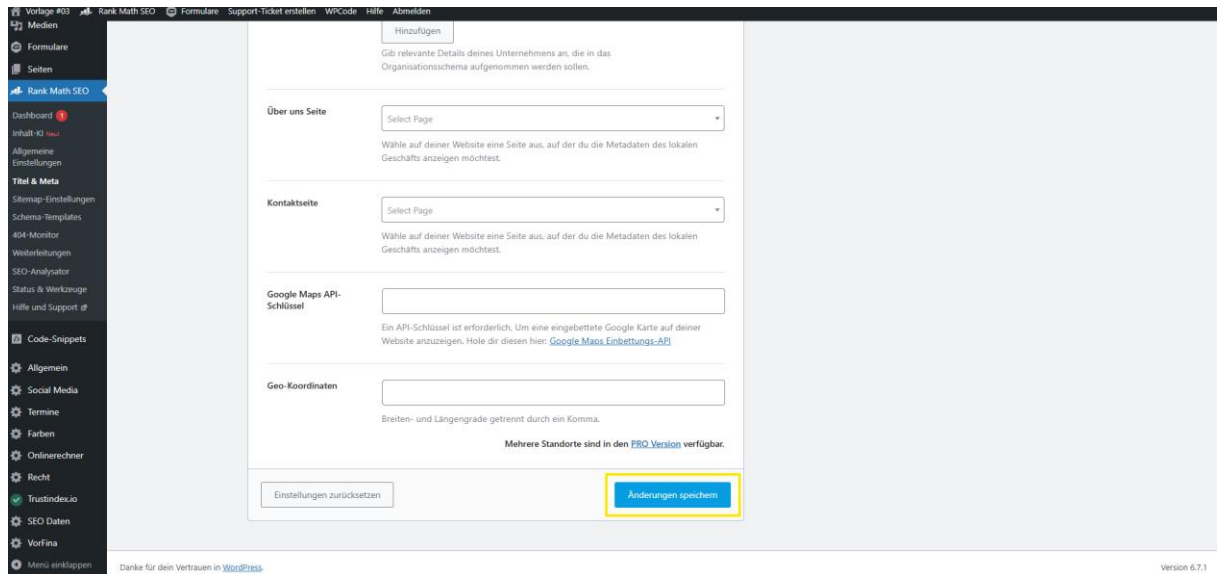 Vorlage #03 Rank Math SEO Formulare Support-Ticket erstellen WPCode Hilfe Abmelden
Medien
Formulare
Seiten
Rank Math SEO
Dashboard 1
Inhalt-KI Neu!
Allgemeine
Einstellungen
Titel & Meta
Sitemap-Einstellungen
Schema-Templates
404-Monitor
Weiterleitungen
SEO-Analysator
Status & Werkzeuge
Hilfe und Support
Code-Snippets
Allgemein
Social Media
Termine
Farben
Onlinerechner
Recht
Trustindex.io
SEO Daten
VorFina
Menü einklappen
Hinzufügen
Gib relevante Details deines Unternehmens an, die in das
Organisationsschema aufgenommen werden sollen.
Über uns Seite
Select Page
Wähle auf deiner Website eine Seite aus, auf der du die Metadaten des lokalen
Geschäfts anzeigen möchtest.
Kontaktseite
Select Page
Wähle auf deiner Website eine Seite aus, auf der du die Metadaten des lokalen
Geschäfts anzeigen möchtest.
Google Maps API-
Schlüssel
Ein API-Schlüssel ist erforderlich, Um eine eingebettete Google Karte auf deiner
Website anzuzeigen. Hole dir diesen hier: Google Maps Einbettungs-API
Geo-Koordinaten
Breiten- und Längengrade getrennt durch ein Komma.
Mehrere Standorte sind in den PRO Version verfügbar.
Einstellungen zurücksetzen
Änderungen speichern
Danke für dein Vertrauen in WordPress.
Version 6.7.1